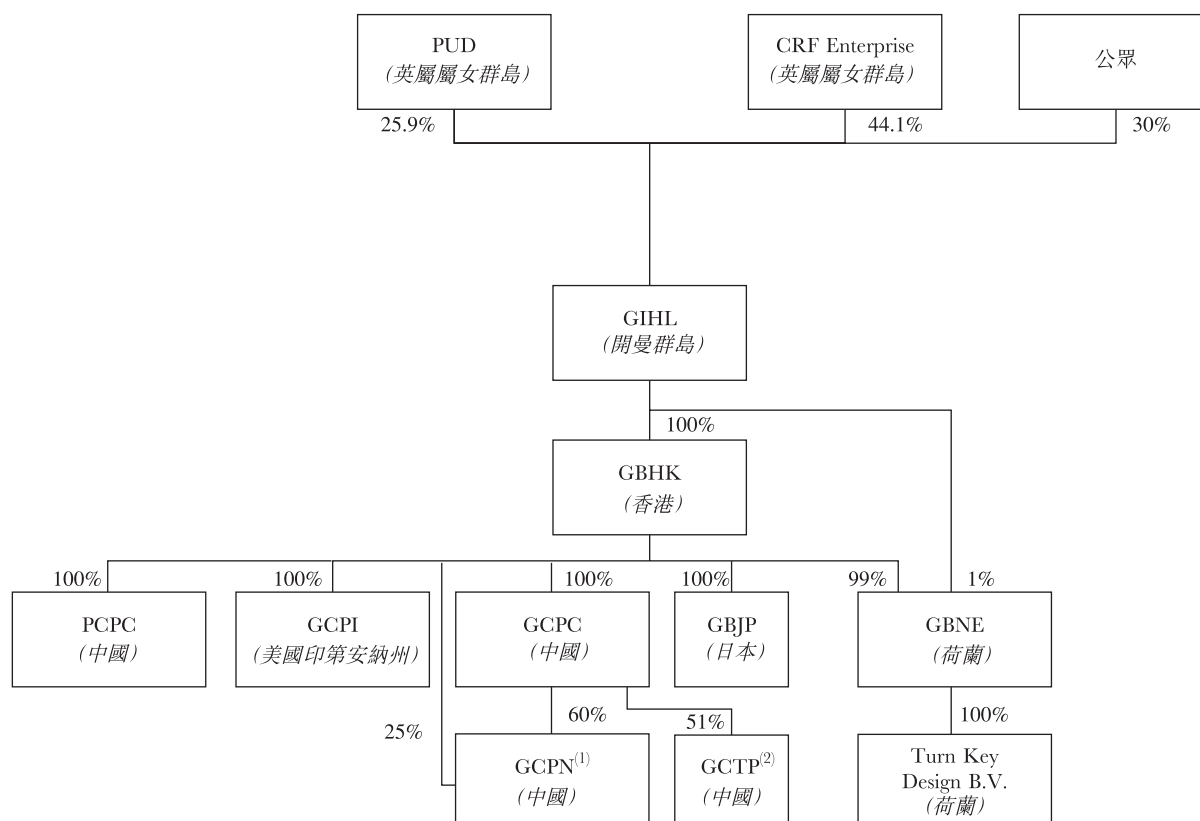 PUD
(英屬屬女群島)
CRF Enterprise
(英屬屬女群島)
公眾
25.9%
44.1%
30%
GIHL
(開曼群島)
100%
GBHK
(香港)
100%
100%
100%
100%
99%
1%
PCPC
(中國)
GCPI
(美國印第安納州)
GCPC
(中國)
GBJP
(日本)
GBNE
(荷蘭)
25%
60%
51%
100%
GCPN(1)
(中國)
GCTP(2)
(中國)
Turn Key
Design B.V.
(荷蘭)